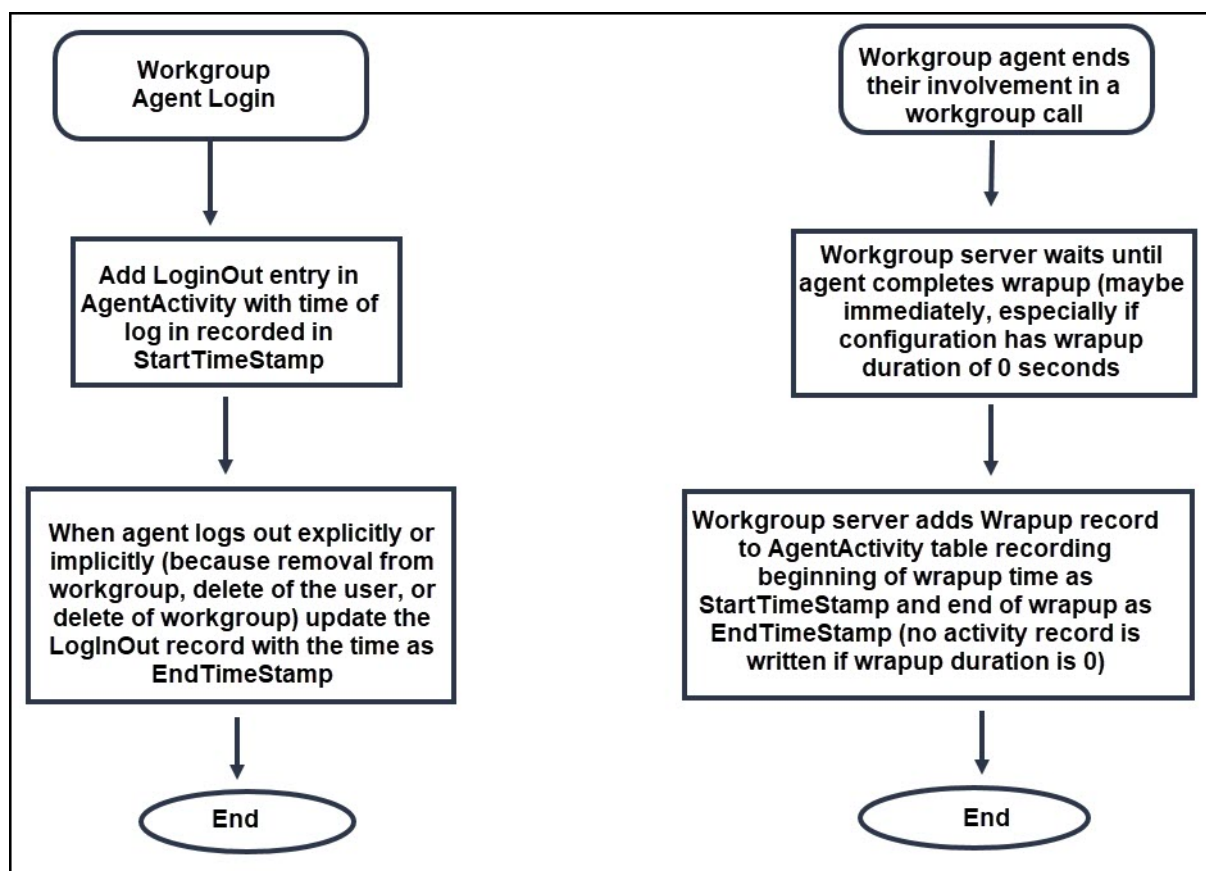 Workgroup
Agent Login
Add LoginOut entry in
AgentActivity with time of
log in recorded in
StartTimeStamp
When agent logs out explicitly or
implicitly (because removal from
workgroup, delete of the user, or
delete of workgroup) update the
LogInOut record with the time as
EndTimeStamp
End
Workgroup agent ends
their involvement in a
workgroup call
Workgroup server waits until
agent completes wrapup (maybe
immediately, especially if
configuration has wrapup
duration of 0 seconds
Workgroup server adds Wrapup record
to AgentActivity table recording
beginning of wrapup time as
StartTimeStamp and end of wrapup as
EndTimeStamp (no activity record is
written if wrapup duration is 0)
End